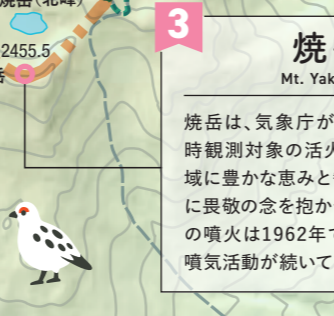 焼岳(北峰)
2455.5
岳
3
焼
Mt. Yak
焼岳は、気象庁が
時観測対象の活火
域に豊かな恵みと
に畏敬の念を抱か
の噴火は1962年
噴気活動が続いて